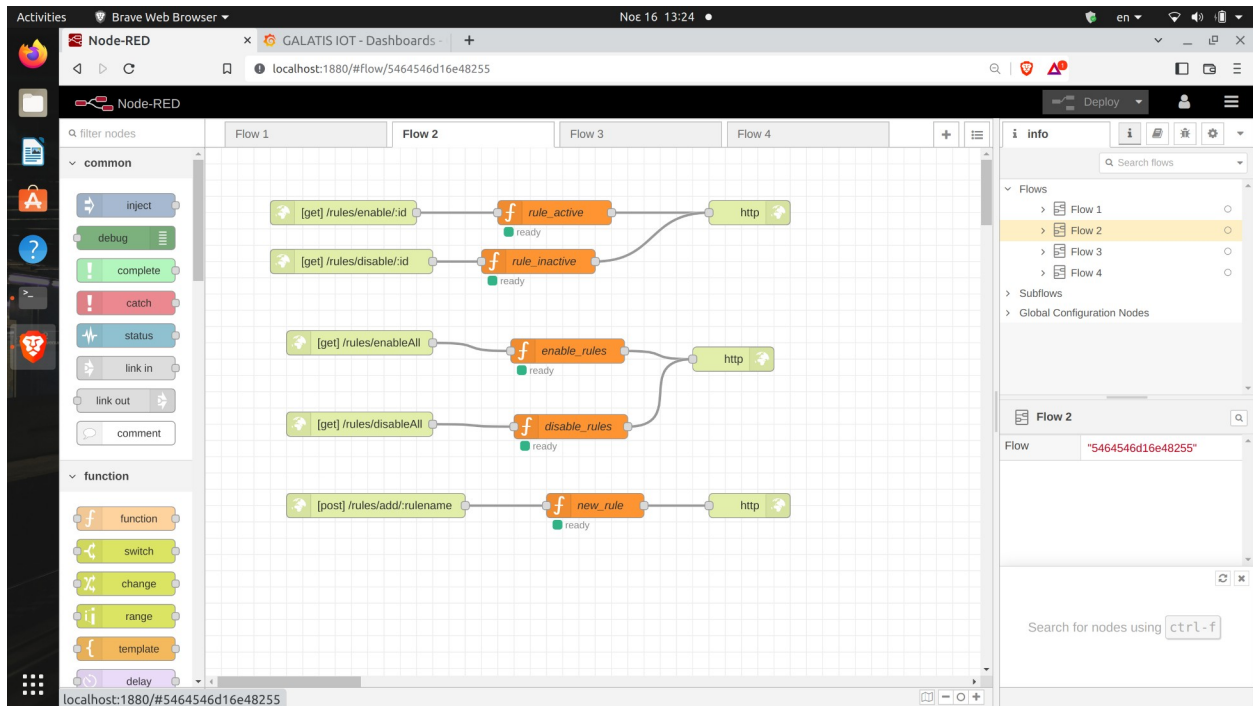 Activities Brave Web Browser Νοε 16 13:24 en
Node-RED GALATIS IOT - Dashboards -
localhost:1880/#flow/5464546d16e48255
Node-RED Deploy
filter nodes
Flow 1 Flow 2 Flow 3 Flow 4
i info
Search flows
common
inject
debug
complete
catch
status
link in
link out
comment
function
function
switch
change
range
template
delay
[get] /rules/enable/:id rule_active http
ready
[get] /rules/disable/:id rule_inactive
ready
[get] /rules/enableAll enable_rules http
ready
[get] /rules/disableAll disable_rules
ready
[post] /rules/add/:rulename new_rule http
ready
Flows
Flow 1
Flow 2
Flow 3
Flow 4
Subflows
Global Configuration Nodes
Flow 2
Flow "5464546d16e48255"
Search for nodes using ctrl-f
localhost:1880/#5464546d16e48255